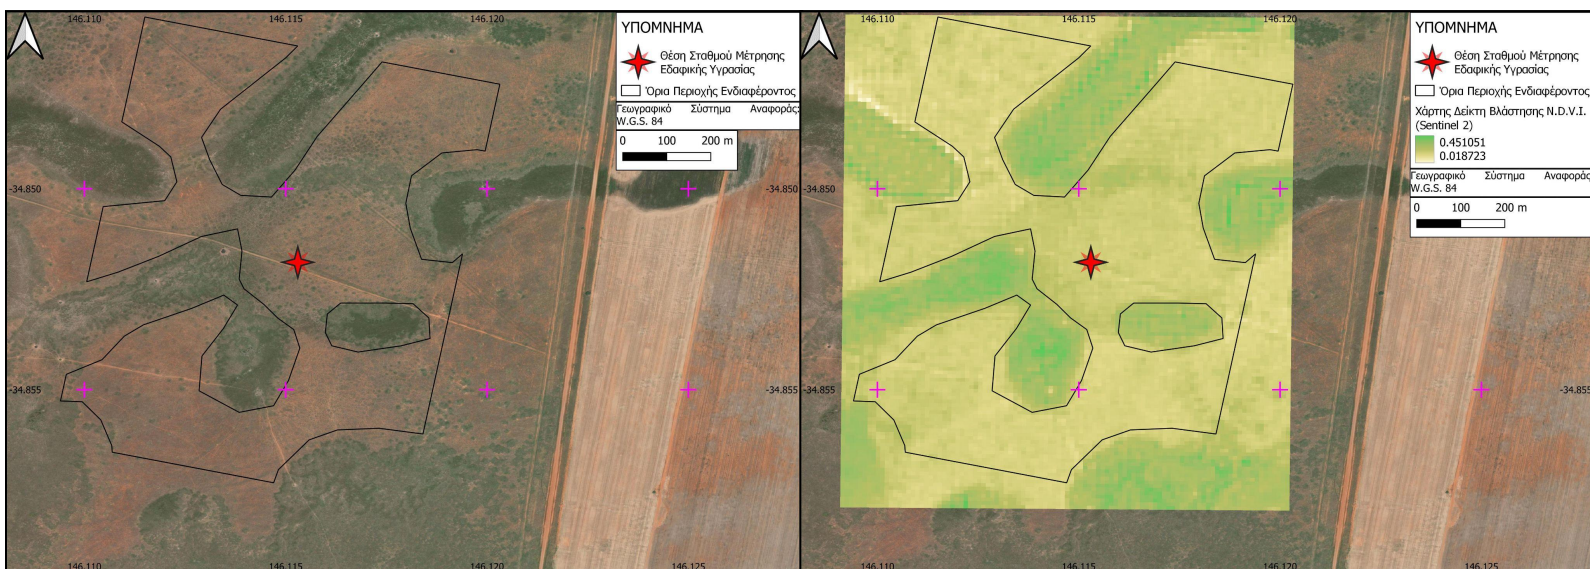 146.110 146.115 146.120
ΥΠΟΜΝΗΜΑ
Θέση Σταθμού Μέτρησης
Εδαφικής Υγρασίας
Όρια Περιοχής Ενδιαφέροντος
Γεωγραφικό Σύστημα Αναφοράς:
W.G.S. 84
0 100 200 m
-34.850 -34.850
-34.855 -34.855
146.110 146.115 146.120 146.125
146.110 146.115 146.120
ΥΠΟΜΝΗΜΑ
Θέση Σταθμού Μέτρησης
Εδαφικής Υγρασίας
Όρια Περιοχής Ενδιαφέροντος
Χάρτης Δείκτη Βλάστησης N.D.V.I.
(Sentinel 2)
0.451051
0.018723
Γεωγραφικό Σύστημα Αναφοράς
W.G.S. 84
0 100 200 m
-34.850 -34.850
-34.855 -34.855
146.110 146.115 146.120 146.125